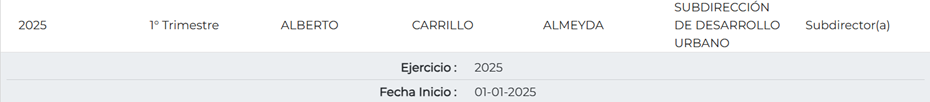 2025 1° Trimestre ALBERTO CARRILLO ALMEYDA SUBDIRECCIÓN DE DESARROLLO URBANO Subdirector(a)
Ejercicio : 2025
Fecha Inicio : 01-01-2025